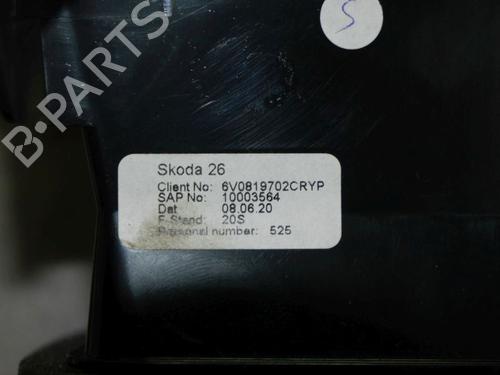 S
B-PARTS
Skoda 26
Client No: 6V0819702CRYP
SAP No: 10003564
Dat 08.06.20
E-Stand: 20S
Personal number: 525